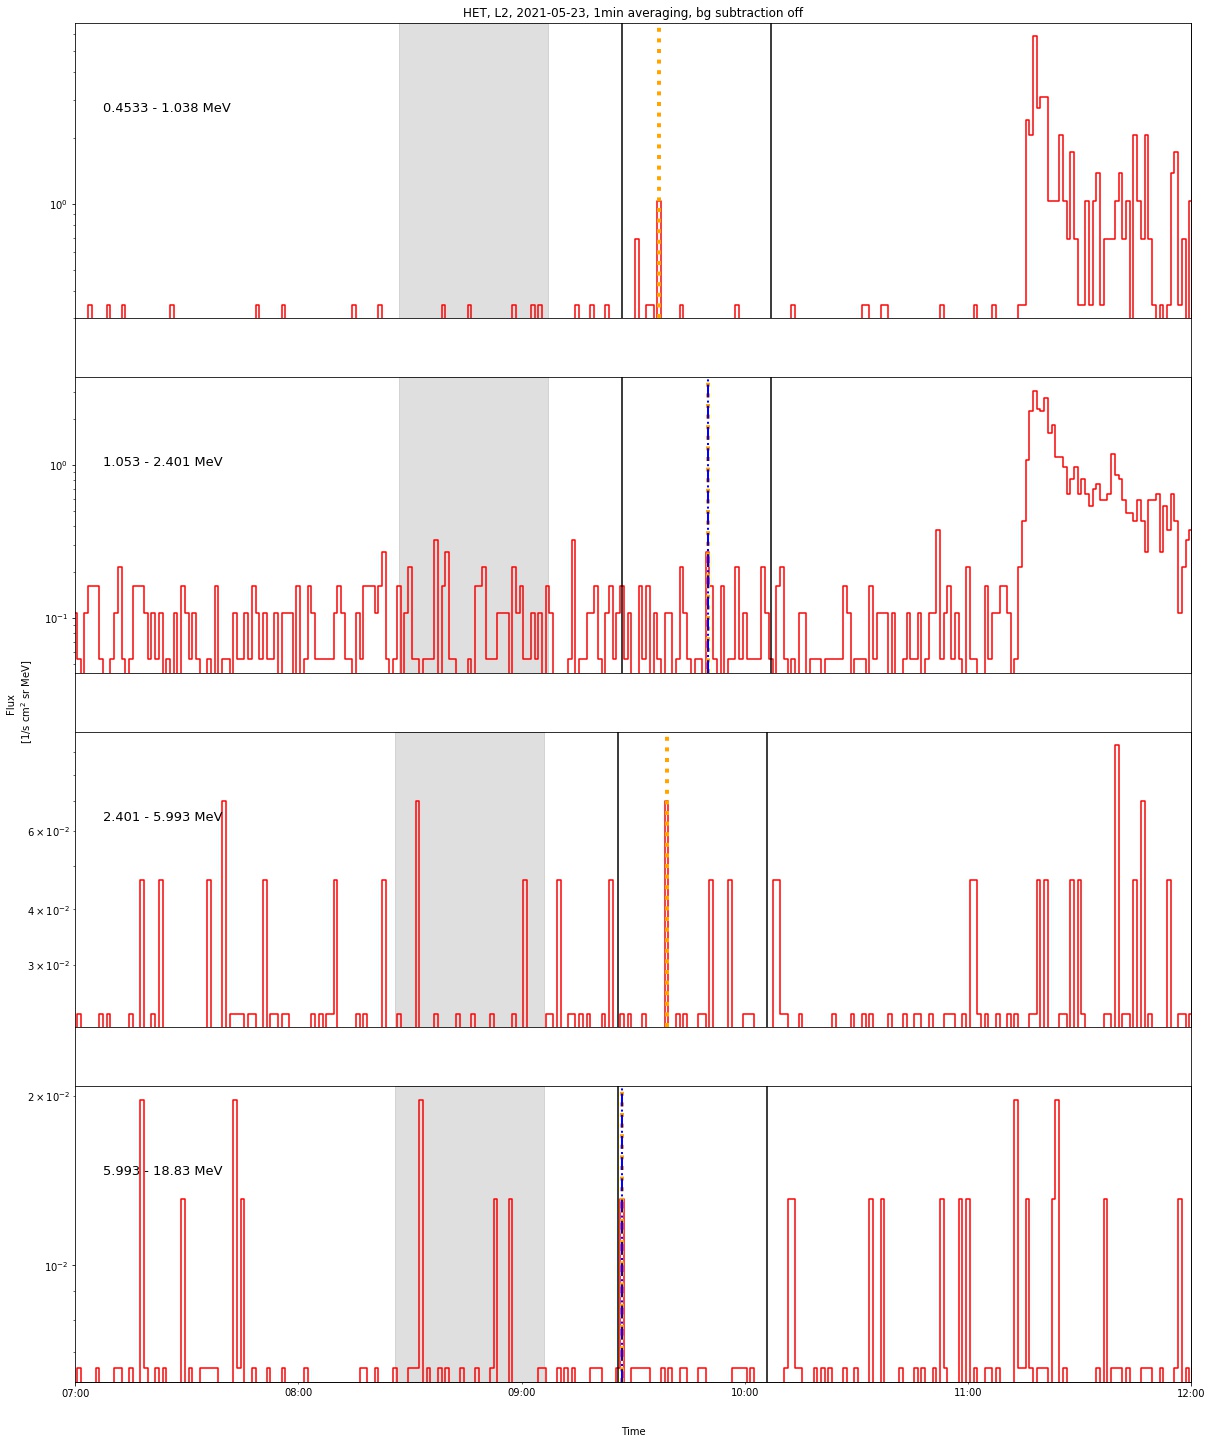 HET, L2, 2021-05-23, 1min averaging, bg subtraction off
0.4533 - 1.038 MeV
10⁰
1.053 - 2.401 MeV
10⁰
10⁻¹
Flux
[1/s cm² sr MeV]
2.401 - 5.993 MeV
6 × 10⁻²
4 × 10⁻²
3 × 10⁻²
2 × 10⁻²
5.993 - 18.83 MeV
10⁻²
07:00 08:00 09:00 10:00 11:00 12:00
Time